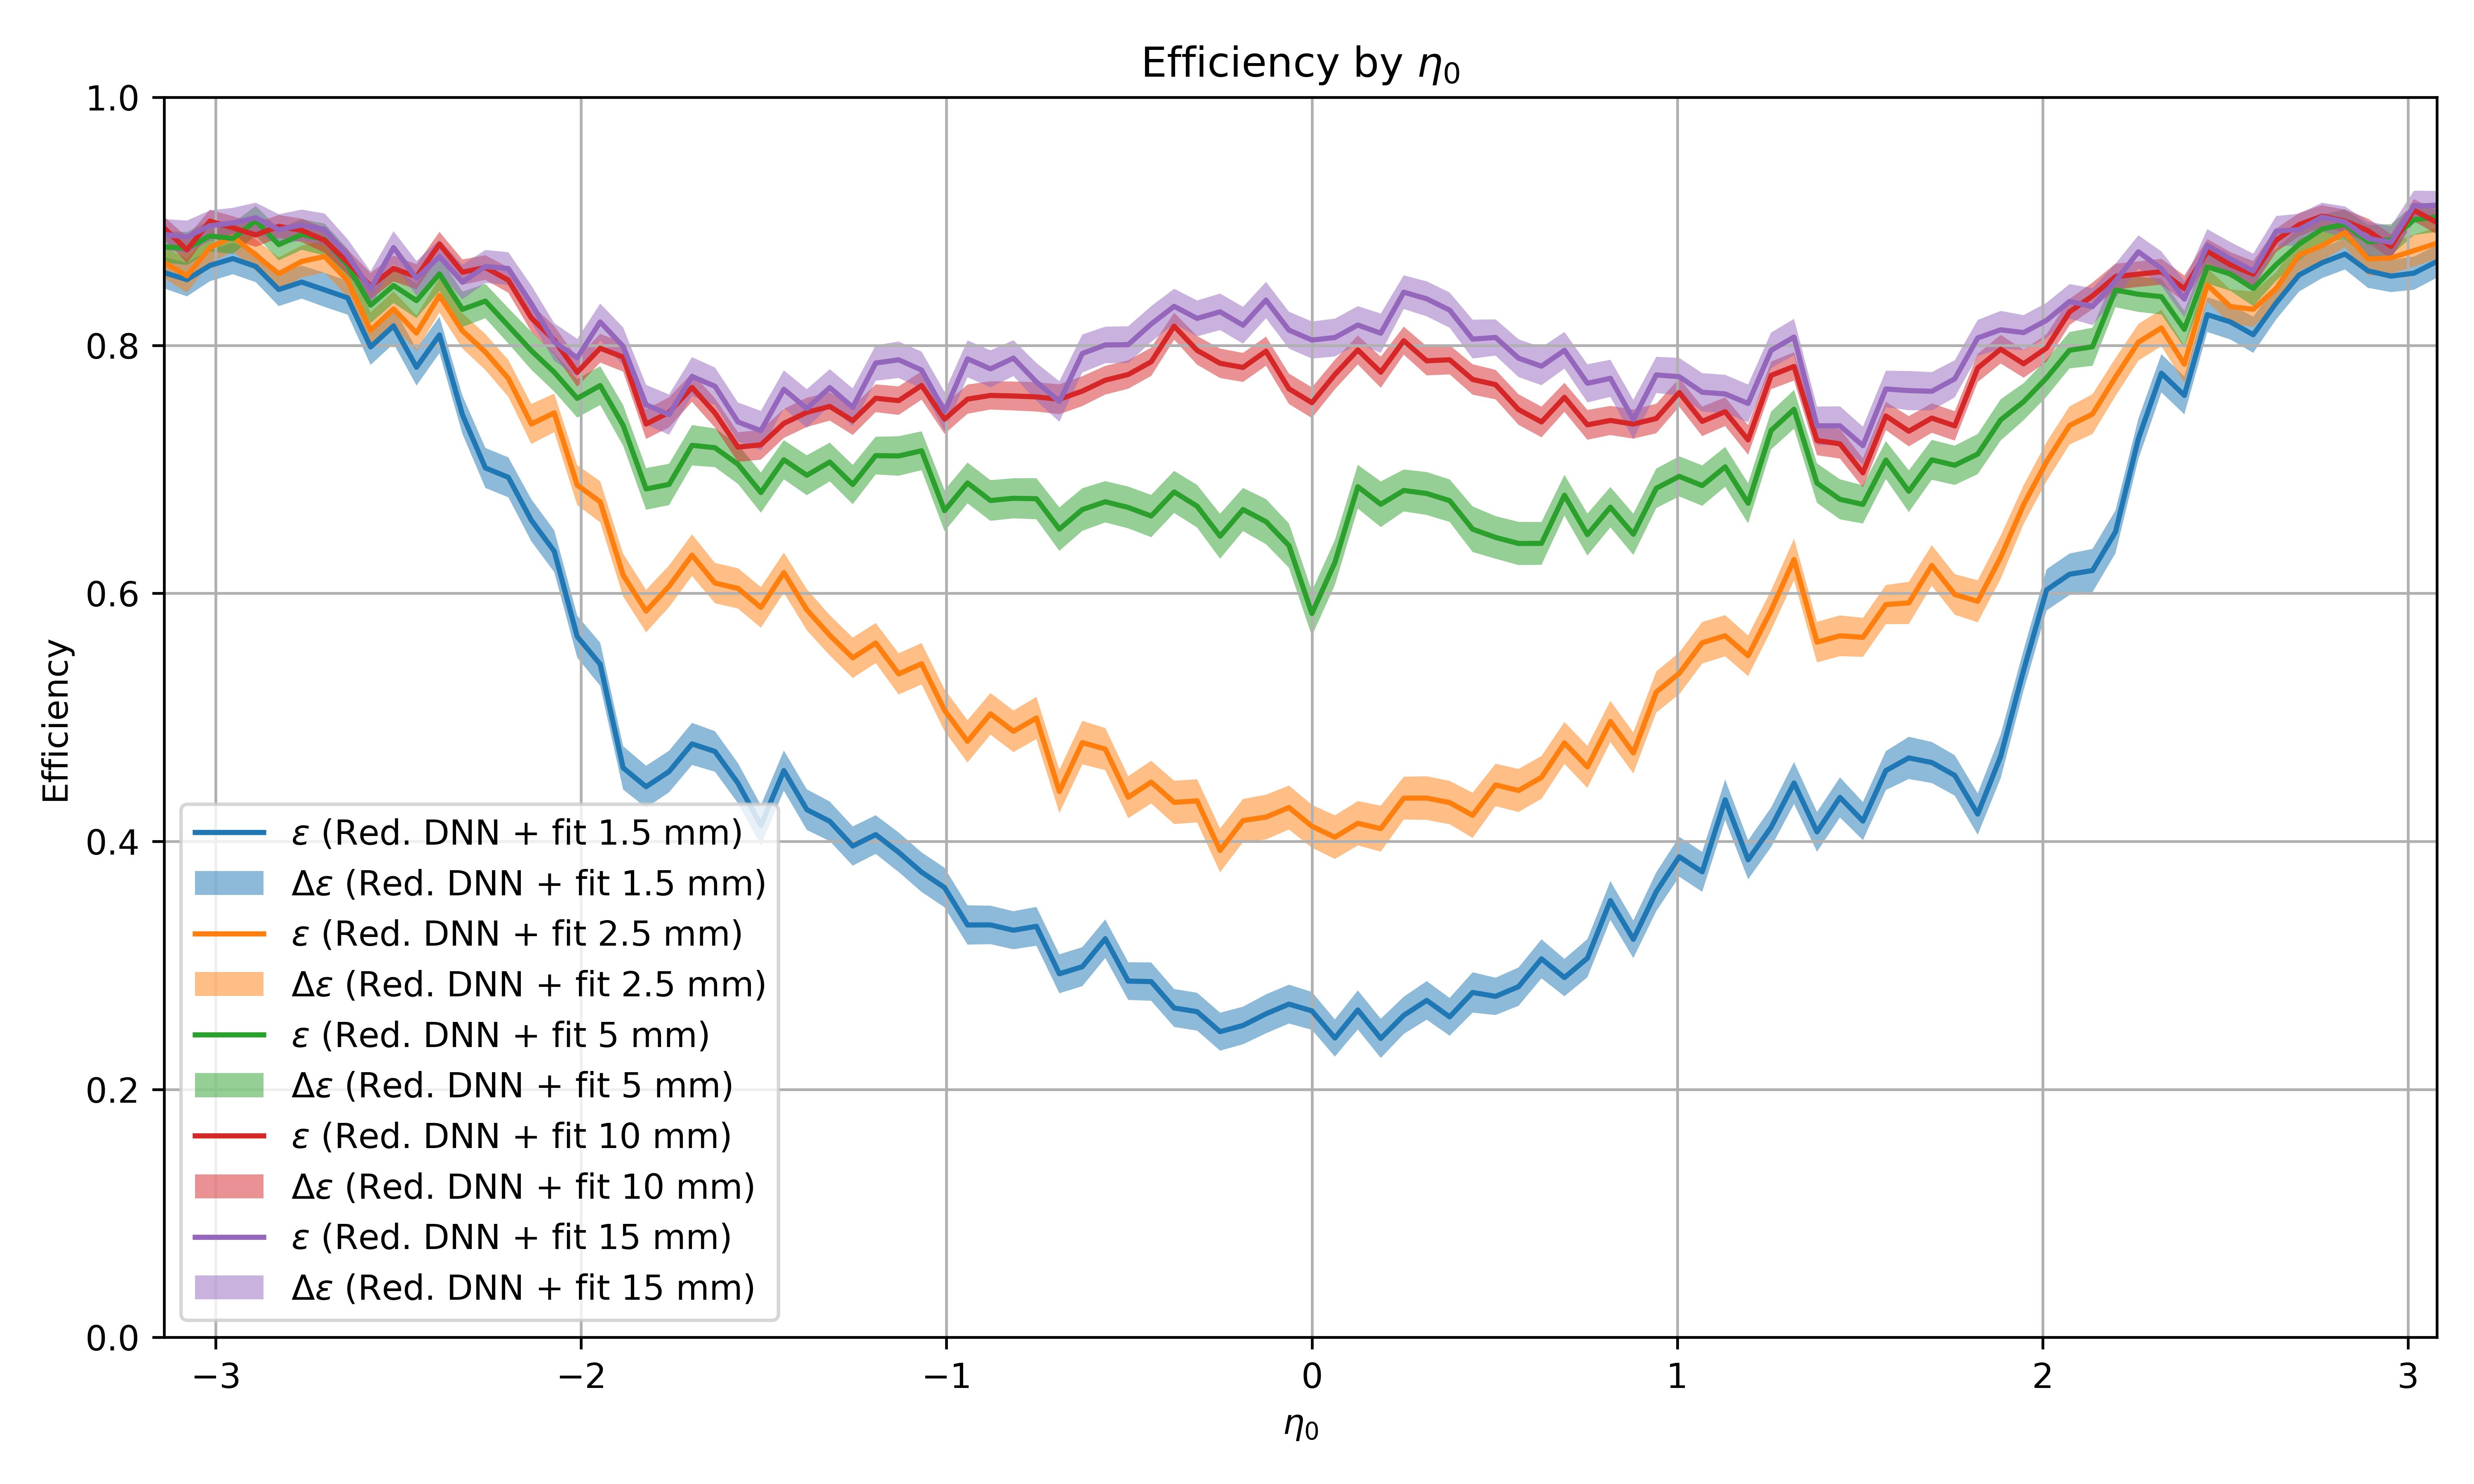 Efficiency by η₀
1.0
0.8
0.6
0.4
0.2
0.0
Efficiency
ε (Red. DNN + fit 1.5 mm)
Δε (Red. DNN + fit 1.5 mm)
ε (Red. DNN + fit 2.5 mm)
Δε (Red. DNN + fit 2.5 mm)
ε (Red. DNN + fit 5 mm)
Δε (Red. DNN + fit 5 mm)
ε (Red. DNN + fit 10 mm)
Δε (Red. DNN + fit 10 mm)
ε (Red. DNN + fit 15 mm)
Δε (Red. DNN + fit 15 mm)
−3 −2 −1 0 1 2 3
η₀